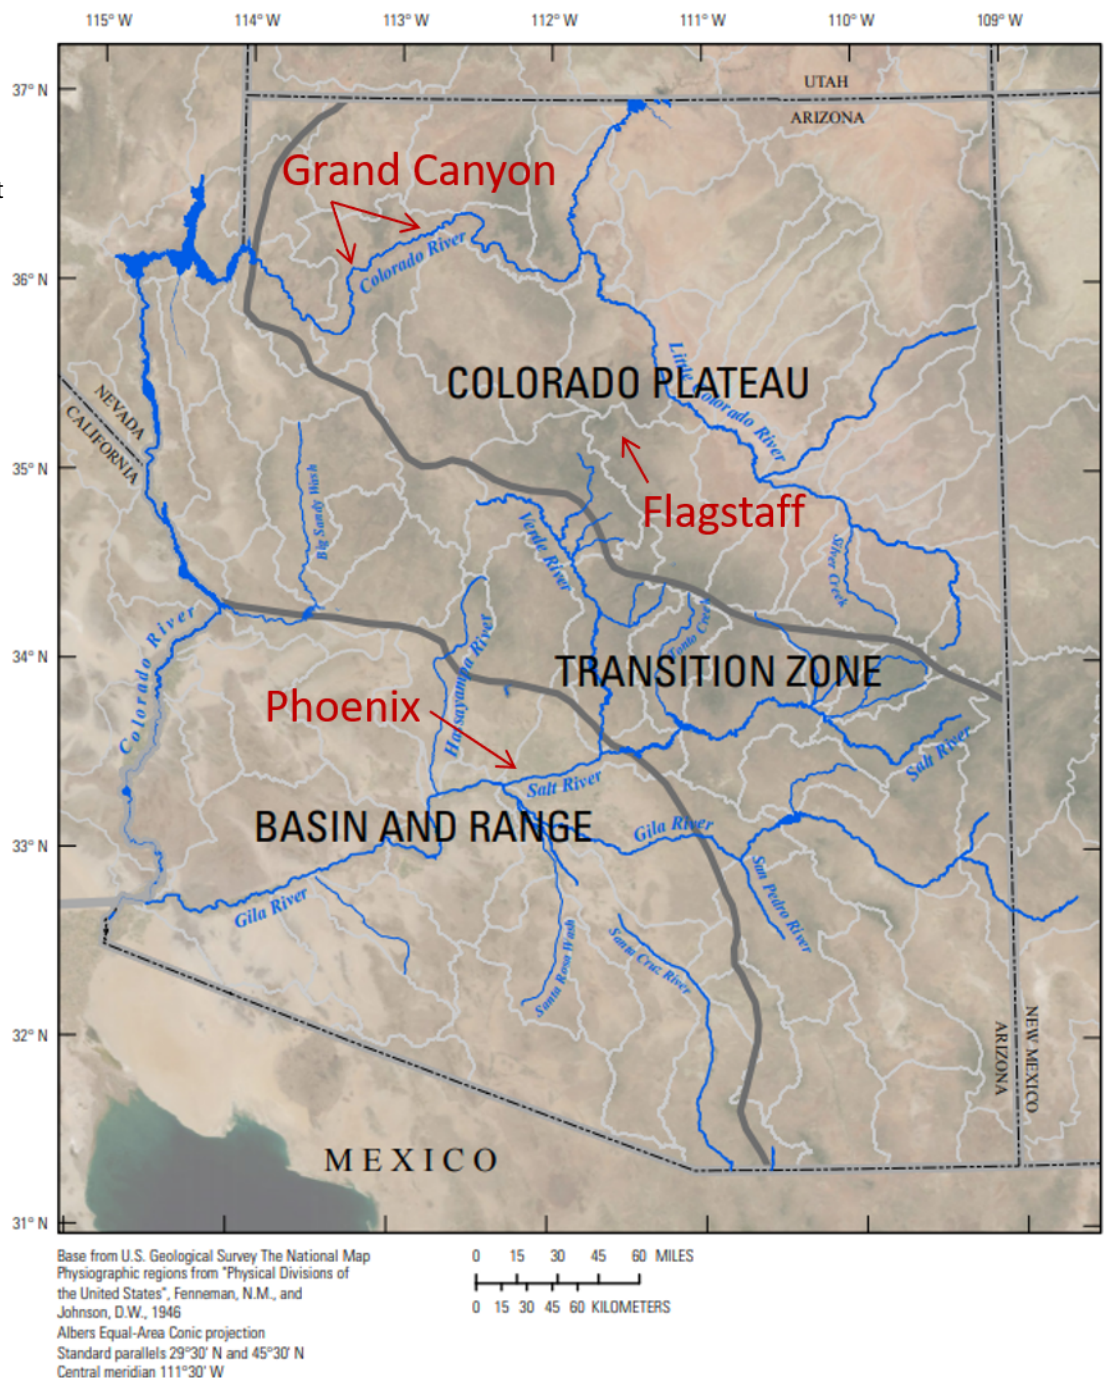 115° W 114° W 113° W 112° W 111° W 110° W 109° W
t
37° N
36° N
35° N
34° N
33° N
32° N
31° N
UTAH
ARIZONA
Grand Canyon
Colorado River
COLORADO PLATEAU
Little Colorado River
NEVADA
CALIFORNIA
Flagstaff
Big Sandy Wash
Verde River
Silver Creek
Tonto Creek
Colorado River
Hassayampa River
TRANSITION ZONE
Phoenix
Salt River
Salt River
BASIN AND RANGE
Gila River
San Pedro River
Gila River
Santa Rosa Wash
Santa Cruz River
ARIZONA
NEW MEXICO
MEXICO
Base from U.S. Geological Survey The National Map
Physiographic regions from "Physical Divisions of
the United States", Fenneman, N.M., and
Johnson, D.W., 1946
Albers Equal-Area Conic projection
Standard parallels 29°30' N and 45°30' N
Central meridian 111°30' W
0 15 30 45 60 MILES
0 15 30 45 60 KILOMETERS